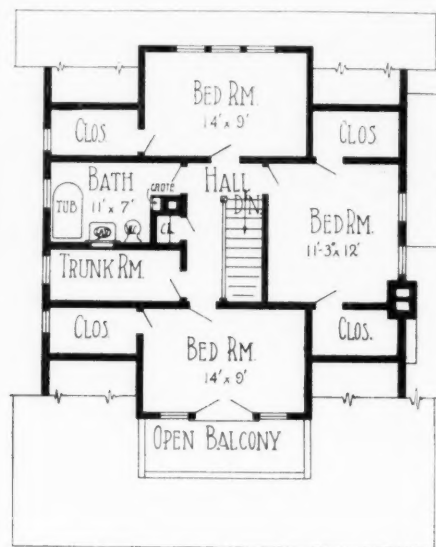 BED RM.
14' x 9'
CLOS.
CLOS.
BATH
11' x 7'
CHUTE
HALL
DN.
TUB
W.C.
CL.
BED RM.
11'-3" x 12'
TRUNK RM.
CLOS.
BED RM.
14' x 9'
CLOS.
OPEN BALCONY